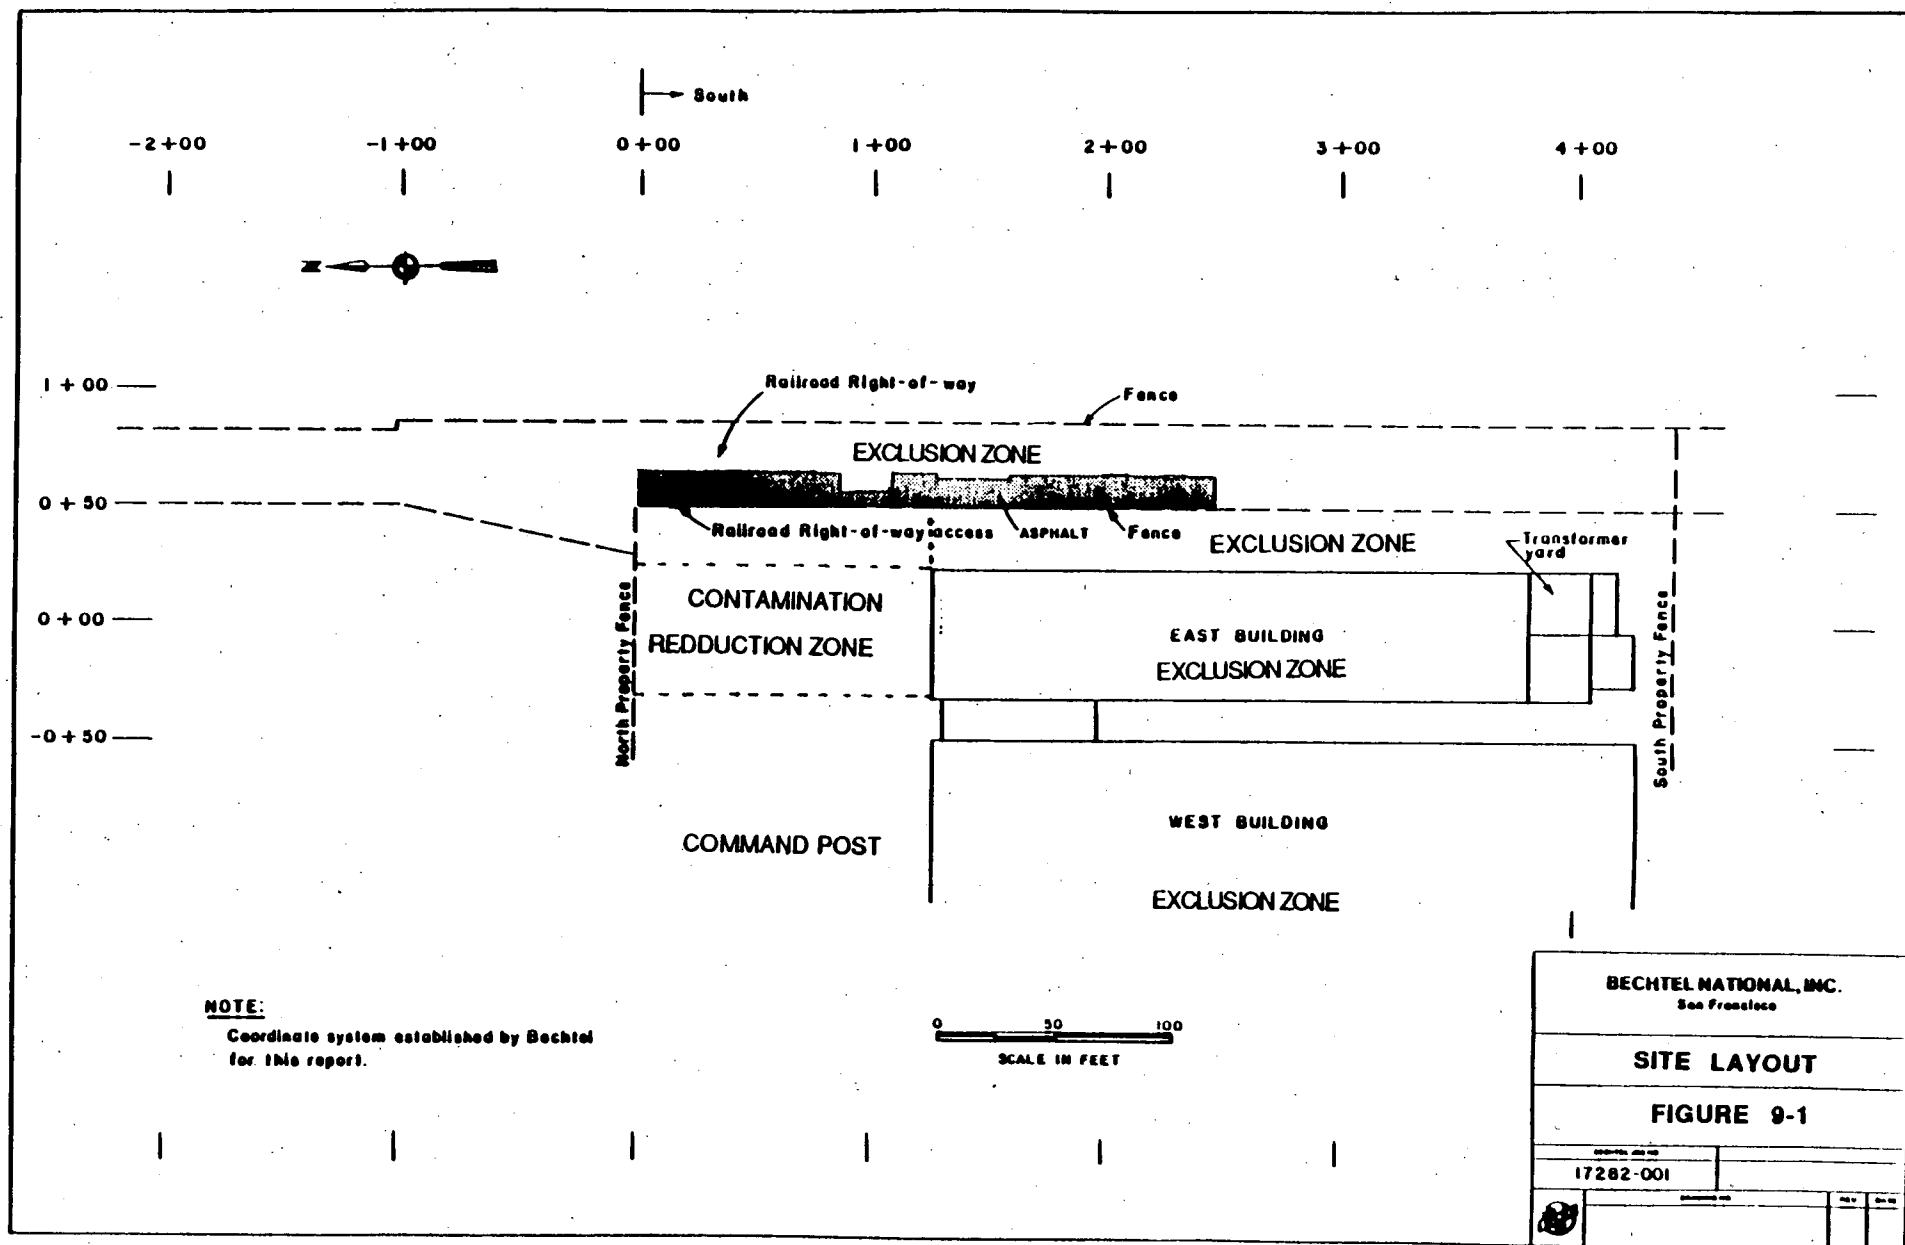 South
-2+00 -1+00 0+00 1+00 2+00 3+00 4+00
N
1+00
Railroad Right-of-way
Fence
EXCLUSION ZONE
0+50
Railroad Right-of-way access
ASPHALT
Fence
EXCLUSION ZONE
Transformer
yard
CONTAMINATION
REDDUCTION ZONE
0+00
North Property Fence
EAST BUILDING
EXCLUSION ZONE
South Property Fence
-0+50
WEST BUILDING
COMMAND POST
EXCLUSION ZONE
NOTE:
Coordinate system established by Bechtel
for this report.
0 50 100
SCALE IN FEET
BECHTEL NATIONAL, INC.
San Francisco
SITE LAYOUT
FIGURE 9-1
17282-001